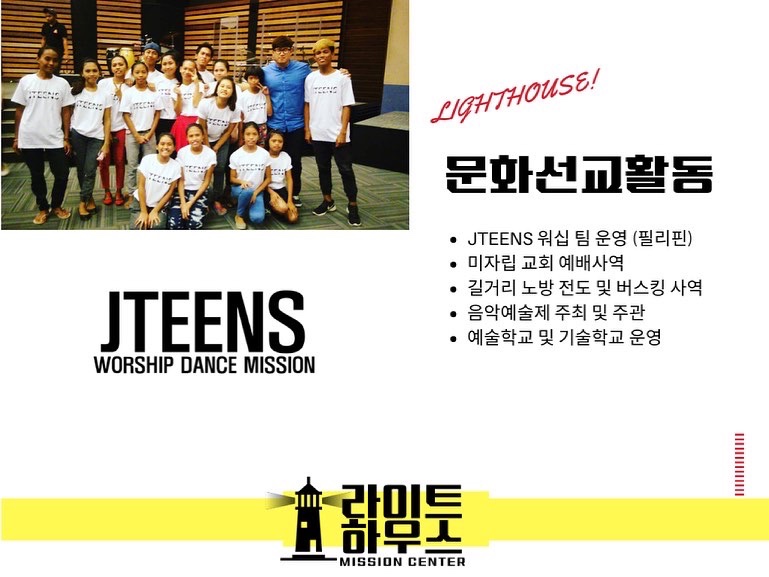 JTEENS
LIGHTHOUSE!
문화선교활동
• JTEENS 워십 팀 운영 (필리핀)
• 미자립 교회 예배사역
• 길거리 노방 전도 및 버스킹 사역
• 음악예술제 주최 및 주관
• 예술학교 및 기술학교 운영
JTEENS
WORSHIP DANCE MISSION
라이트
하우스
MISSION CENTER